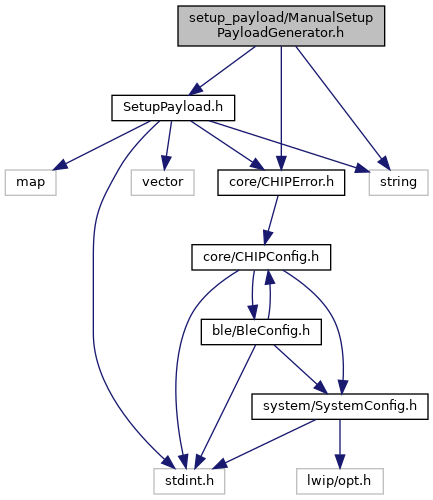 setup_payload/ManualSetup
PayloadGenerator.h
SetupPayload.h
map
vector
core/CHIPError.h
string
core/CHIPConfig.h
ble/BleConfig.h
system/SystemConfig.h
stdint.h
lwip/opt.h